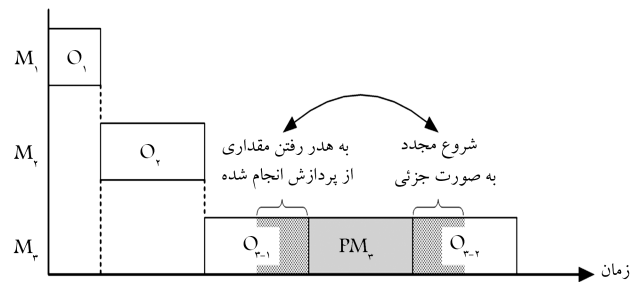 M۱ O۱
M۲ O۲
به هدر رفتن مقداری
از پردازش انجام شده
شروع مجدد
به صورت جزئی
M۳ O۳-۱ PM۳ O۳-۲
زمان